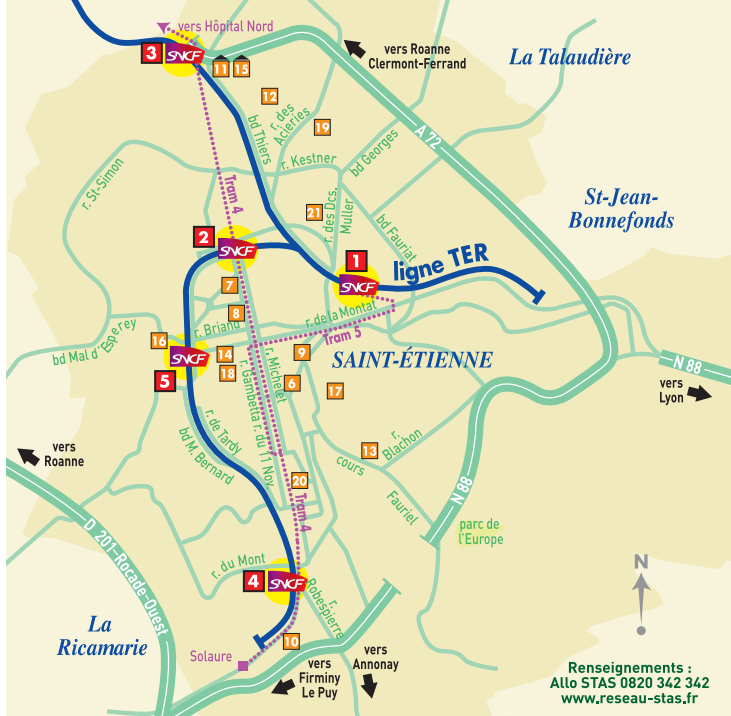 vers Hôpital Nord
3
SNCF
11
15
vers Roanne
Clermont-Ferrand
La Talaudière
12
bd Thiers
r. des
Acieries
19
A 72
r. Kestner
bd Georges
r. St-Simon
Tram 4
r. des Dcs.
Muller
21
St-Jean-
Bonnefonds
bd Fauriat
2
SNCF
1
SNCF
ligne TER
7
8
r. de la Montat
Tram 5
r. Briand
bd Mal d'Esperey
16
SNCF
5
14
18
r. Michelet
r. Gambetta
9
6
17
SAINT-ÉTIENNE
N 88
vers
Lyon
r. de Tardy
bd M. Bernard
r. du 11 Nov.
13
r.
Blachon
cours
Fauriel
N 88
vers
Roanne
20
Tram 4
parc de
l'Europe
D 201-Rocade-Ouest
r. du Mont
4
SNCF
r.
Robespierre
N
La
Ricamarie
10
Solaure
vers
Firminy
Le Puy
vers
Annonay
Renseignements :
Allo STAS 0820 342 342
www.reseau-stas.fr